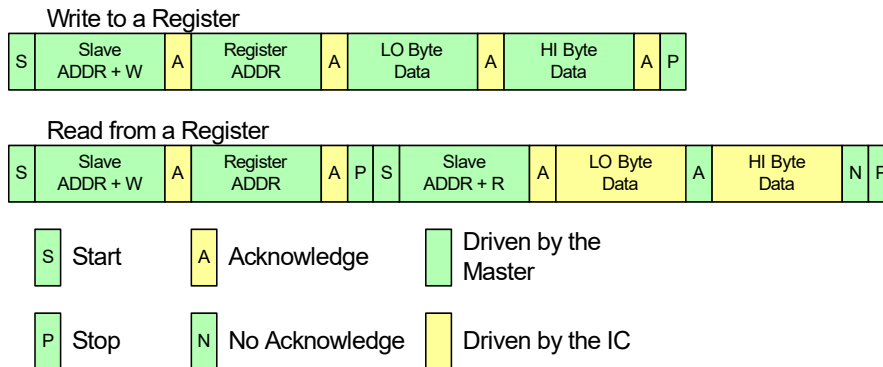 Write to a Register
S Slave ADDR + W A Register ADDR A LO Byte Data A HI Byte Data A P
Read from a Register
S Slave ADDR + W A Register ADDR A P S Slave ADDR + R A LO Byte Data A HI Byte Data N P
S Start A Acknowledge Driven by the Master
P Stop N No Acknowledge Driven by the IC